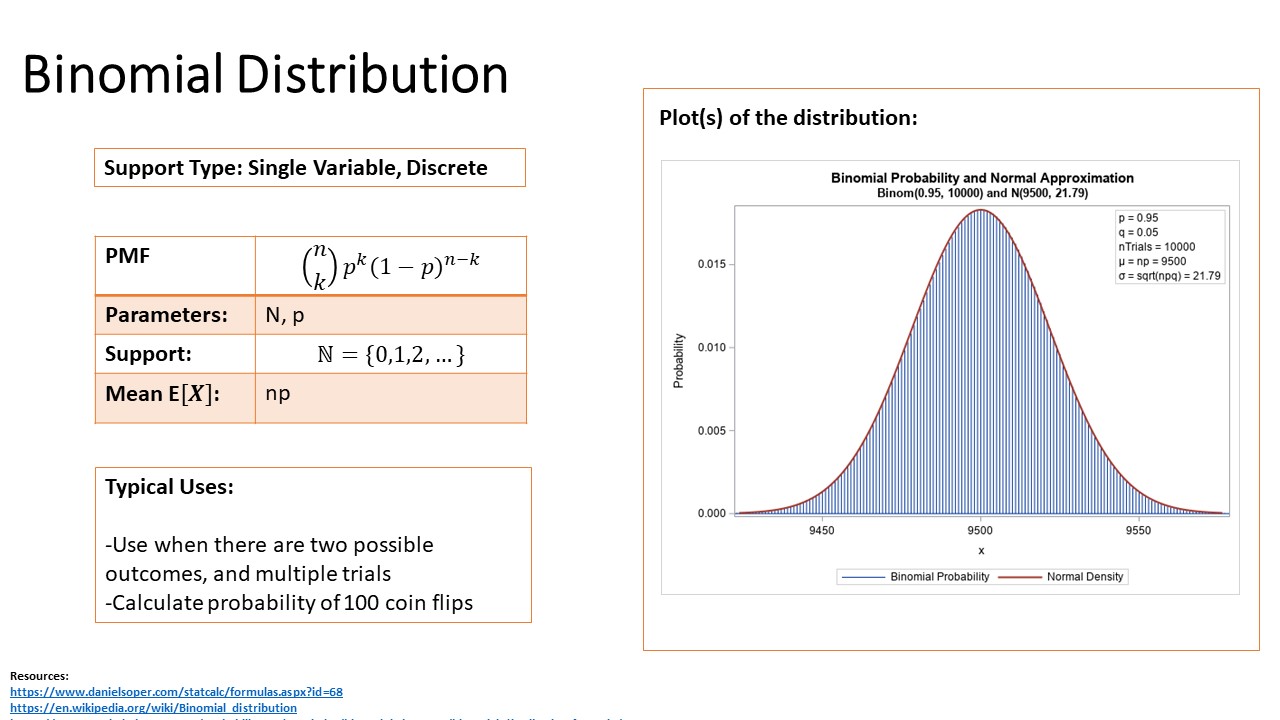 Binomial Distribution
Support Type: Single Variable, Discrete
PMF
(n k) p^k (1 − p)^{n−k}
Parameters: N, p
Support: ℕ = {0,1,2, … }
Mean E[X]: np
Typical Uses:
-Use when there are two possible
outcomes, and multiple trials
-Calculate probability of 100 coin flips
Plot(s) of the distribution:
Binomial Probability and Normal Approximation
Binom(0.95, 10000) and N(9500, 21.79)
p = 0.95
q = 0.05
nTrials = 10000
μ = np = 9500
σ = sqrt(npq) = 21.79
Probability
0.015
0.010
0.005
0.000
9450 9500 9550
x
Binomial Probability Normal Density
Resources:
https://www.danielsoper.com/statcalc/formulas.aspx?id=68
https://en.wikipedia.org/wiki/Binomial_distribution